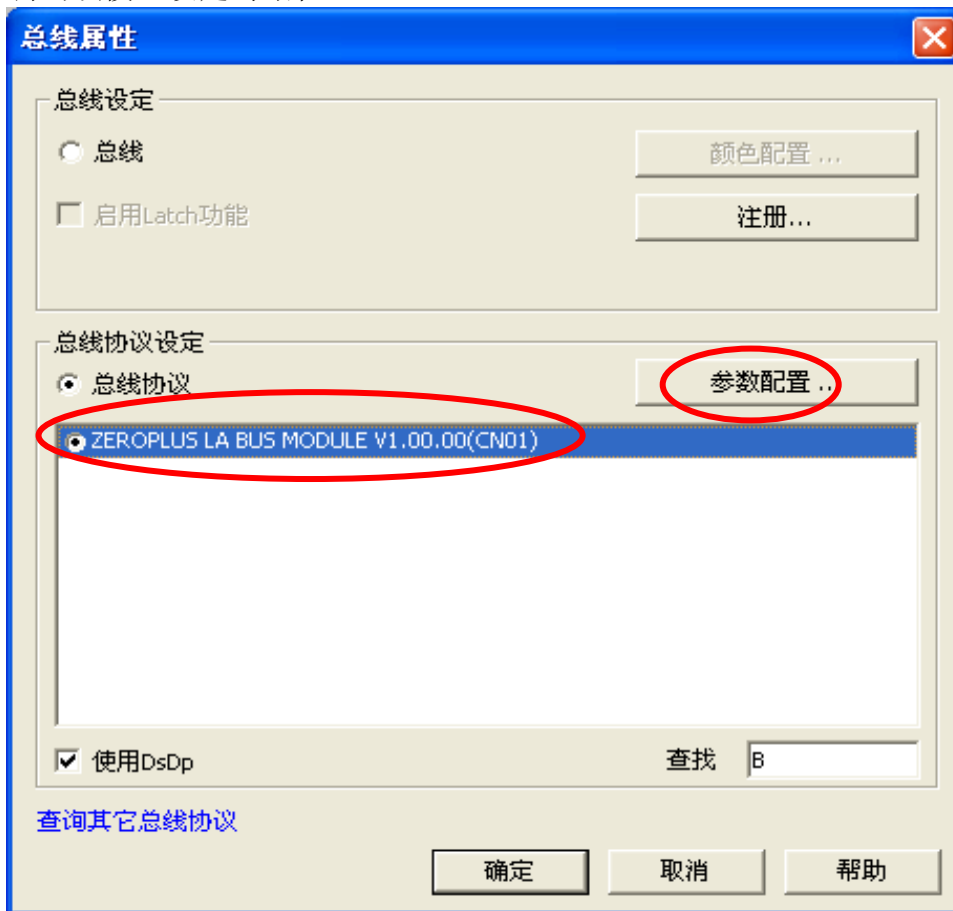 总线属性
总线设定
总线
颜色配置 ...
启用Latch功能
注册...
总线协议设定
总线协议
参数配置 ..
ZEROPLUS LA BUS MODULE V1.00.00(CN01)
使用DsDp
查找 B
查询其它总线协议
确定 取消 帮助